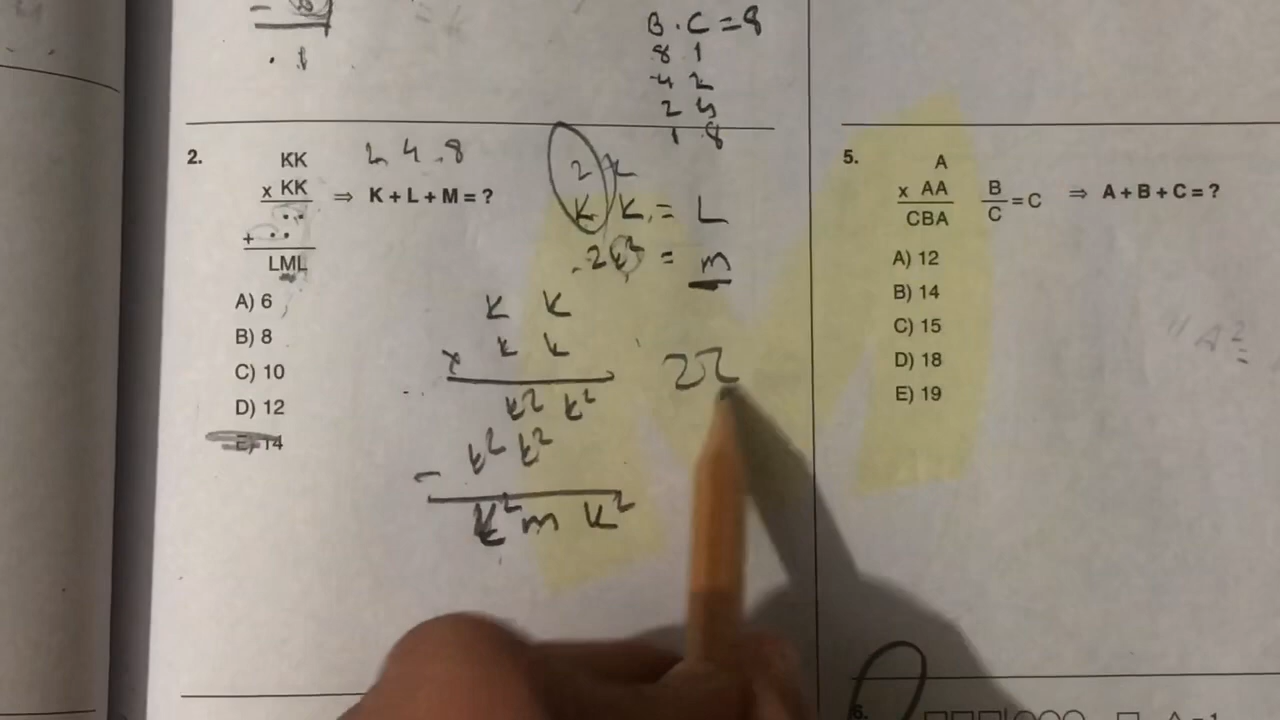 B . C = 8
8 1
4 2
2 4
1 8
2.
KK
x KK
+
LML
⇒ K + L + M = ?
2, 4 . 8
A) 6
B) 8
C) 10
D) 12
E) 14
K K = L
2k² = m
k k
x k k
k² k²
k² k²
k² m k²
22
5.
A
x AA
CBA
B
C
= C
⇒ A + B + C = ?
A) 12
B) 14
C) 15
D) 18
E) 19
6.